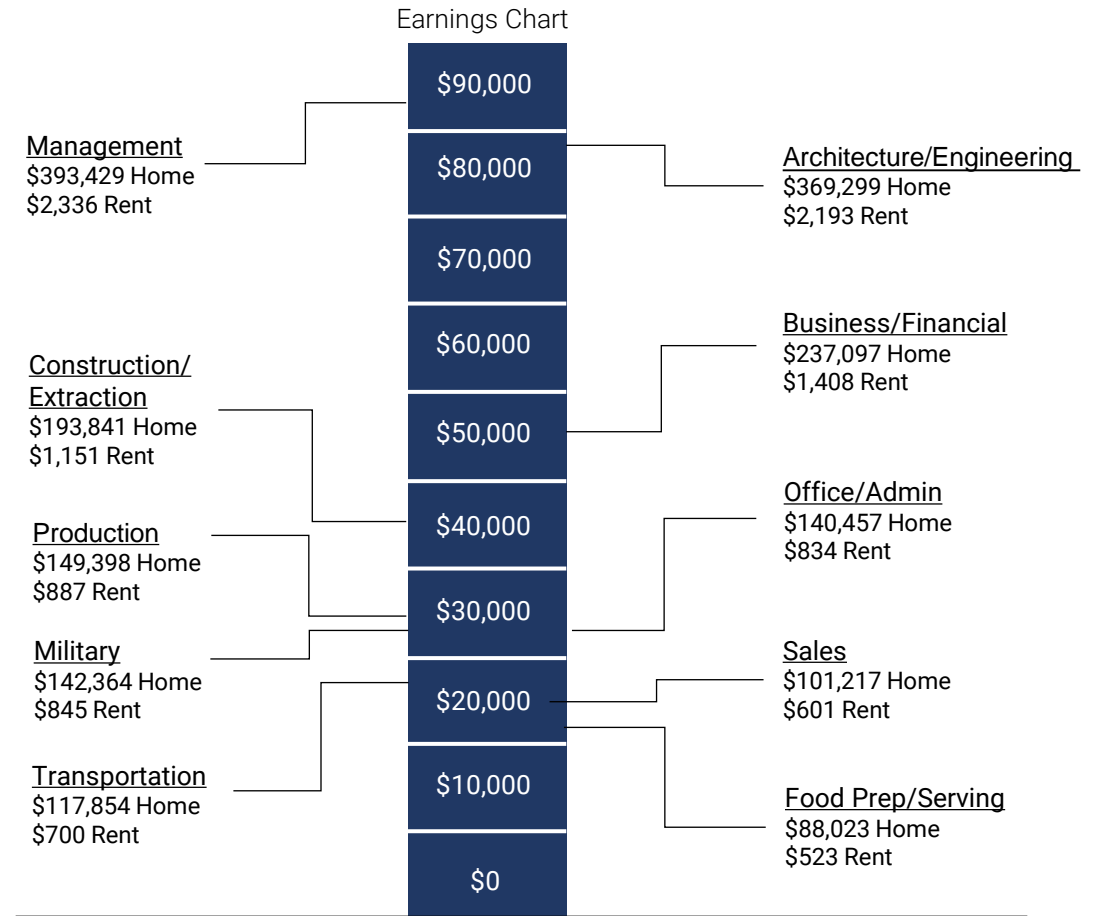 Earnings Chart
$90,000
$80,000
$70,000
$60,000
$50,000
$40,000
$30,000
$20,000
$10,000
$0
Management
$393,429 Home
$2,336 Rent
Construction/
Extraction
$193,841 Home
$1,151 Rent
Production
$149,398 Home
$887 Rent
Military
$142,364 Home
$845 Rent
Transportation
$117,854 Home
$700 Rent
Architecture/Engineering
$369,299 Home
$2,193 Rent
Business/Financial
$237,097 Home
$1,408 Rent
Office/Admin
$140,457 Home
$834 Rent
Sales
$101,217 Home
$601 Rent
Food Prep/Serving
$88,023 Home
$523 Rent